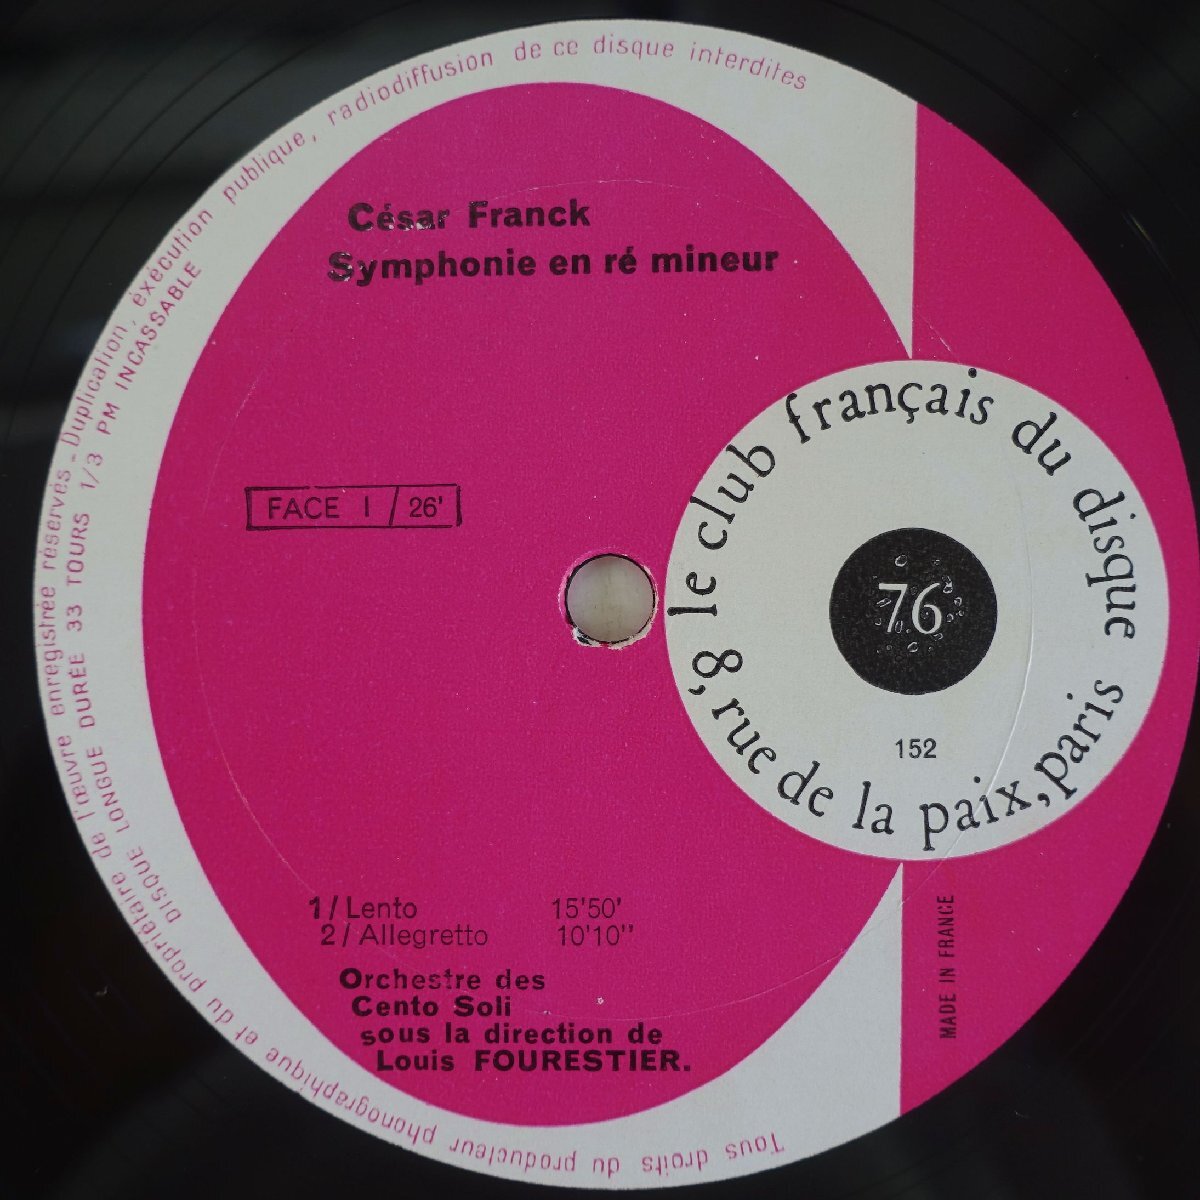 César Franck
Symphonie en ré mineur
FACE I / 26'
1 / Lento 15'50'
2 / Allegretto 10'10''
Orchestre des
Cento Soli
sous la direction de
Louis FOURESTIER.
le club français du disque
8, rue de la paix, paris
76
152
MADE IN FRANCE
Tous droits du producteur phonographique et du propriétaire de l'œuvre enregistrée réservés - Duplication, éxécution publique, radiodiffusion de ce disque interdites
DISQUE LONGUE DURÉE 33 TOURS 1/3 PM INCASSABLE